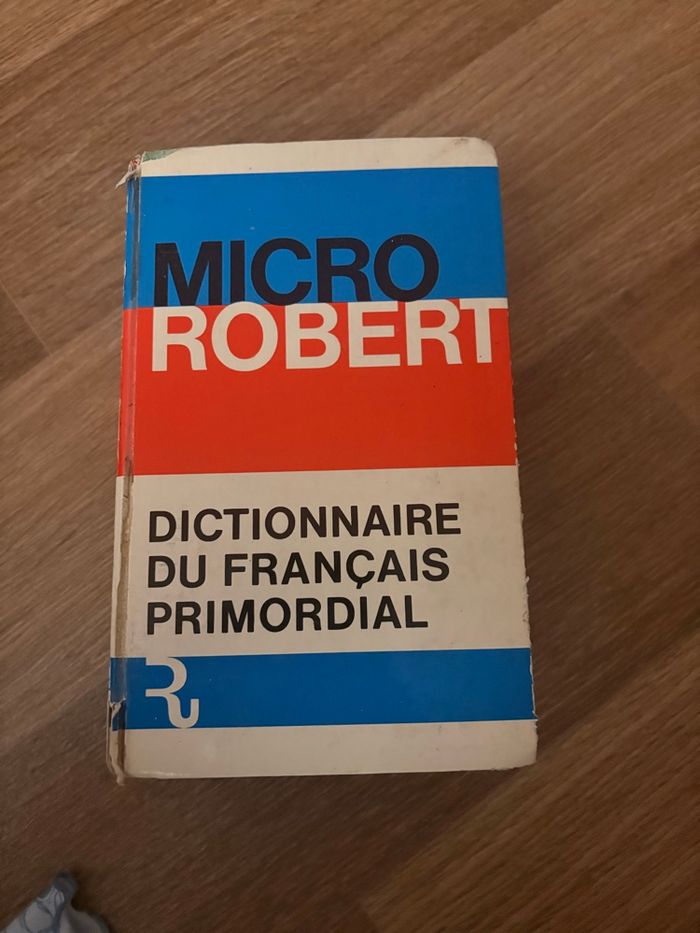 MICRO
ROBERT
DICTIONNAIRE
DU FRANÇAIS
PRIMORDIAL